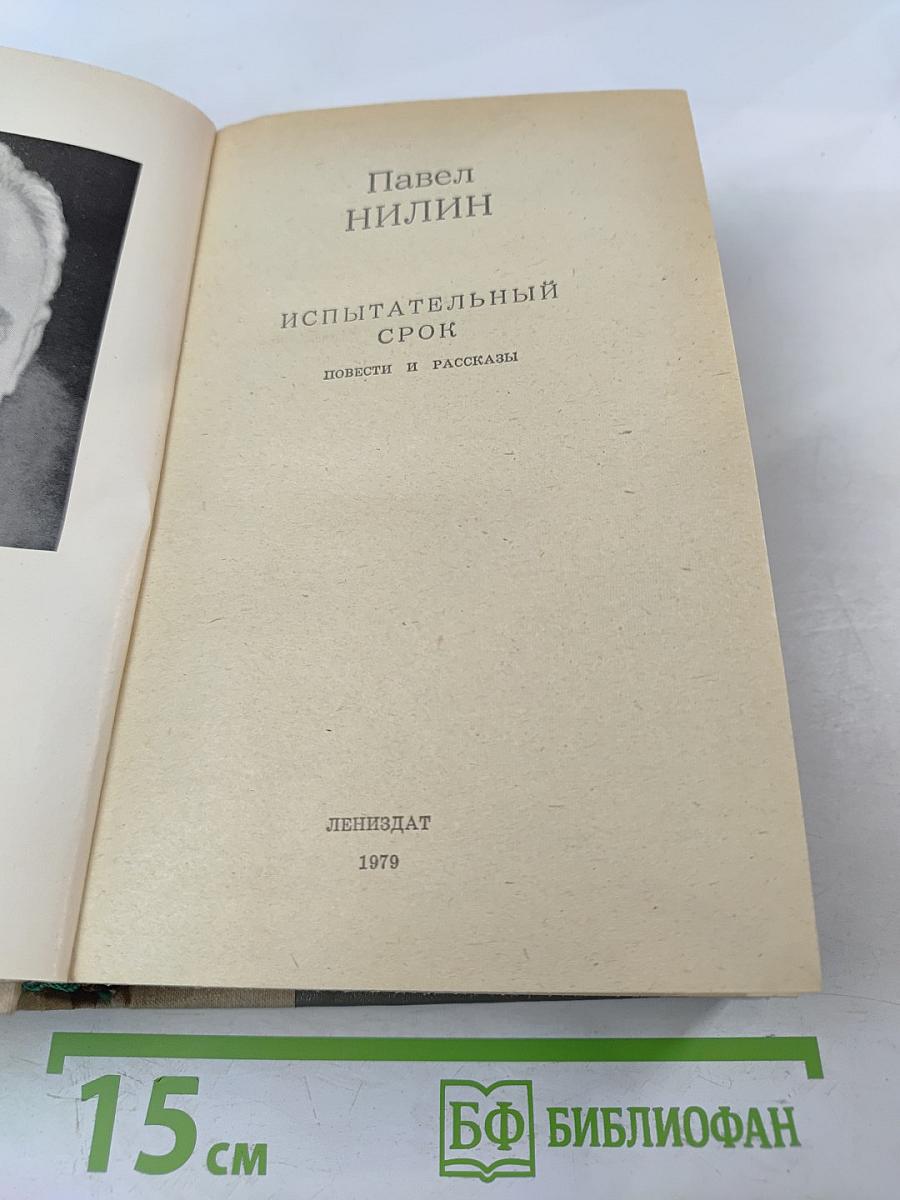 Павел
НИЛИН
ИСПЫТАТЕЛЬНЫЙ
СРОК
ПОВЕСТИ И РАССКАЗЫ
ЛЕНИЗДАТ
1979
15 см
БФ БИБЛИОФАН